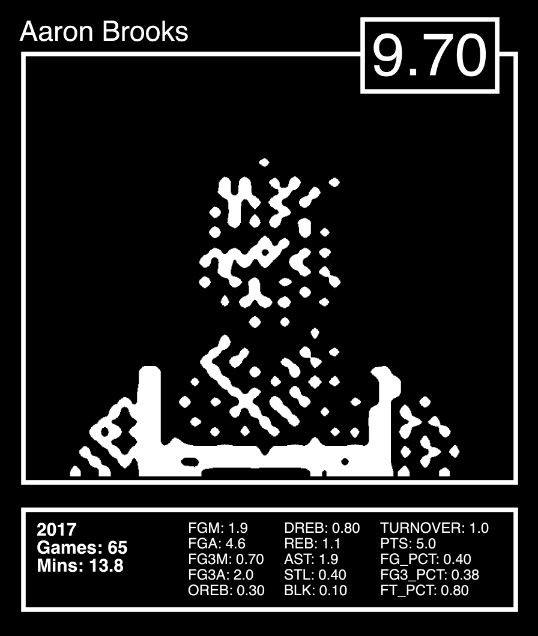 Aaron Brooks
9.70
2017
Games: 65
Mins: 13.8
FGM: 1.9
FGA: 4.6
FG3M: 0.70
FG3A: 2.0
OREB: 0.30
DREB: 0.80
REB: 1.1
AST: 1.9
STL: 0.40
BLK: 0.10
TURNOVER: 1.0
PTS: 5.0
FG_PCT: 0.40
FG3_PCT: 0.38
FT_PCT: 0.80